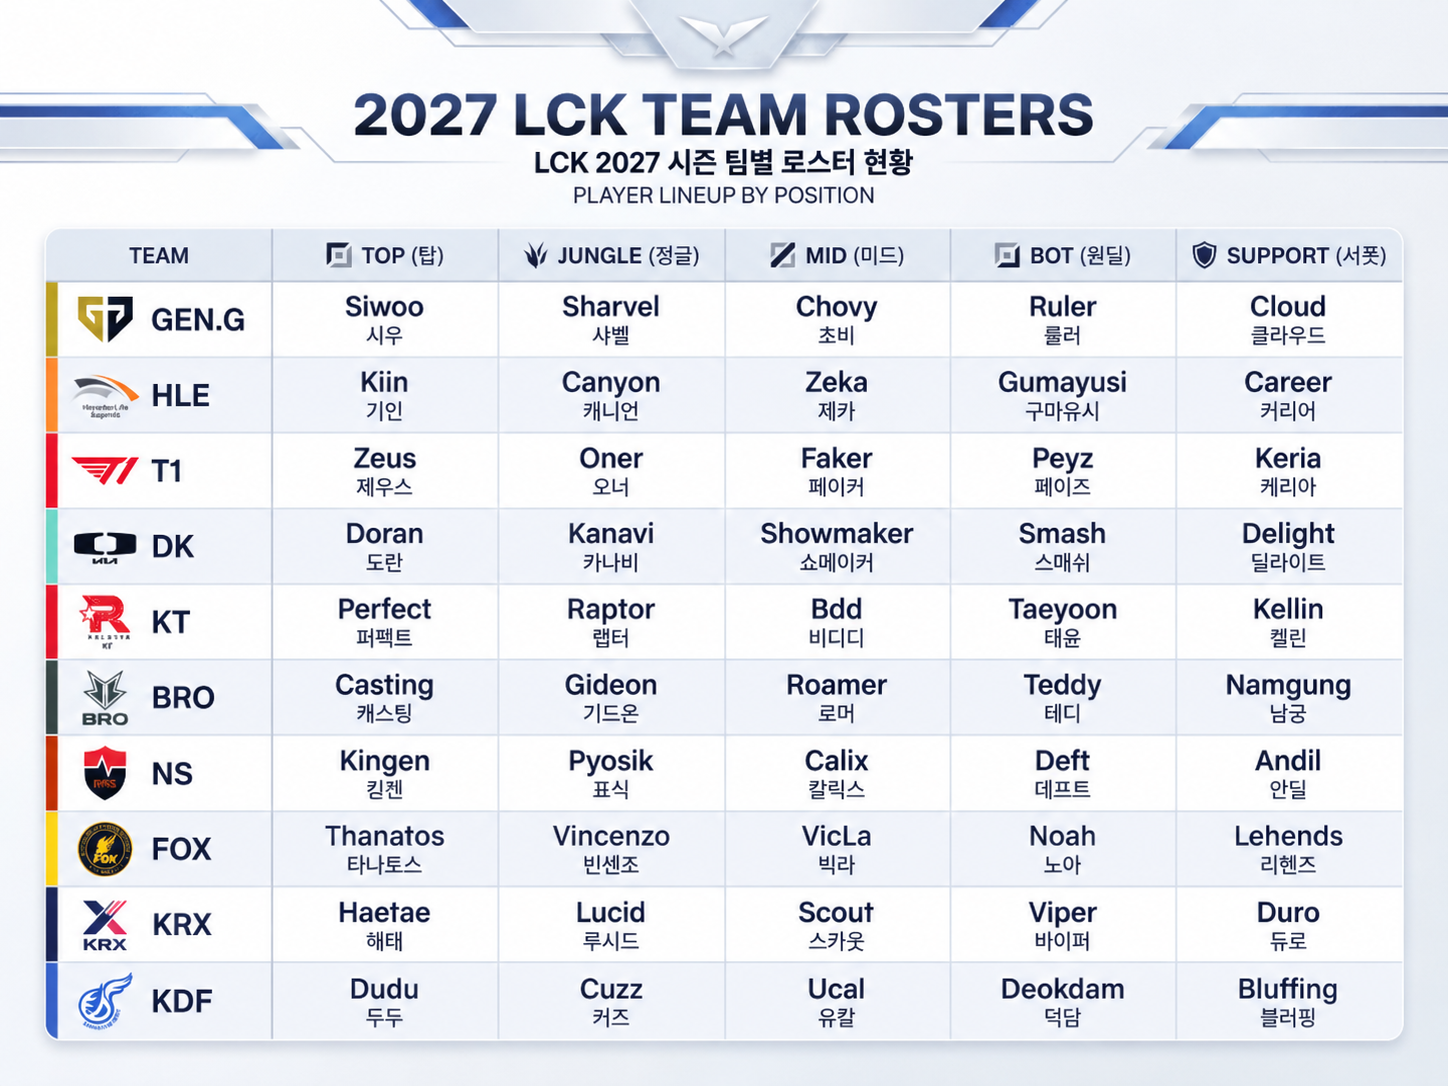 2027 LCK TEAM ROSTERS
LCK 2027 시즌 팀별 로스터 현황
PLAYER LINEUP BY POSITION
TEAM TOP (탑) JUNGLE (정글) MID (미드) BOT (원딜) SUPPORT (서폿)
GEN.G Siwoo Sharvel Chovy Ruler Cloud
시우 샤벨 초비 룰러 클라우드
HLE Kiin Canyon Zeka Gumayusi Career
기인 캐니언 제카 구마유시 커리어
T1 T1 Zeus Oner Faker Peyz Keria
제우스 오너 페이커 페이즈 케리아
DK Doran Kanavi Showmaker Smash Delight
도란 카나비 쇼메이커 스매쉬 딜라이트
KT Perfect Raptor Bdd Taeyoon Kellin
퍼팩트 랩터 비디디 태윤 켈린
BRO BRO Casting Gideon Roamer Teddy Namgung
캐스팅 기드온 로머 테디 남궁
NS Kingen Pyosik Calix Deft Andil
킹겐 표식 칼릭스 데프트 안딜
FOX FOX Thanatos Vincenzo VicLa Noah Lehends
타나토스 빈센조 빅라 노아 리헨즈
KRX KRX Haetae Lucid Scout Viper Duro
해태 루시드 스카웃 바이퍼 듀로
KDF Dudu Cuzz Ucal Deokdam Bluffing
두두 커즈 유칼 덕담 블러핑